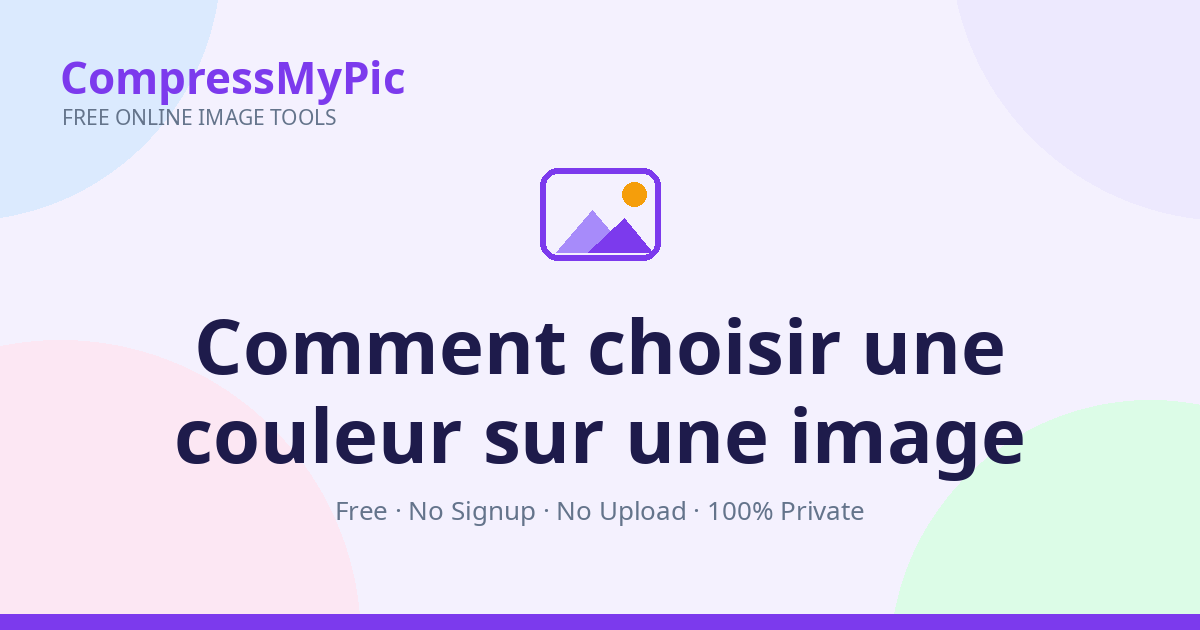 CompressMyPic
FREE ONLINE IMAGE TOOLS
Comment choisir une
couleur sur une image
Free · No Signup · No Upload · 100% Private